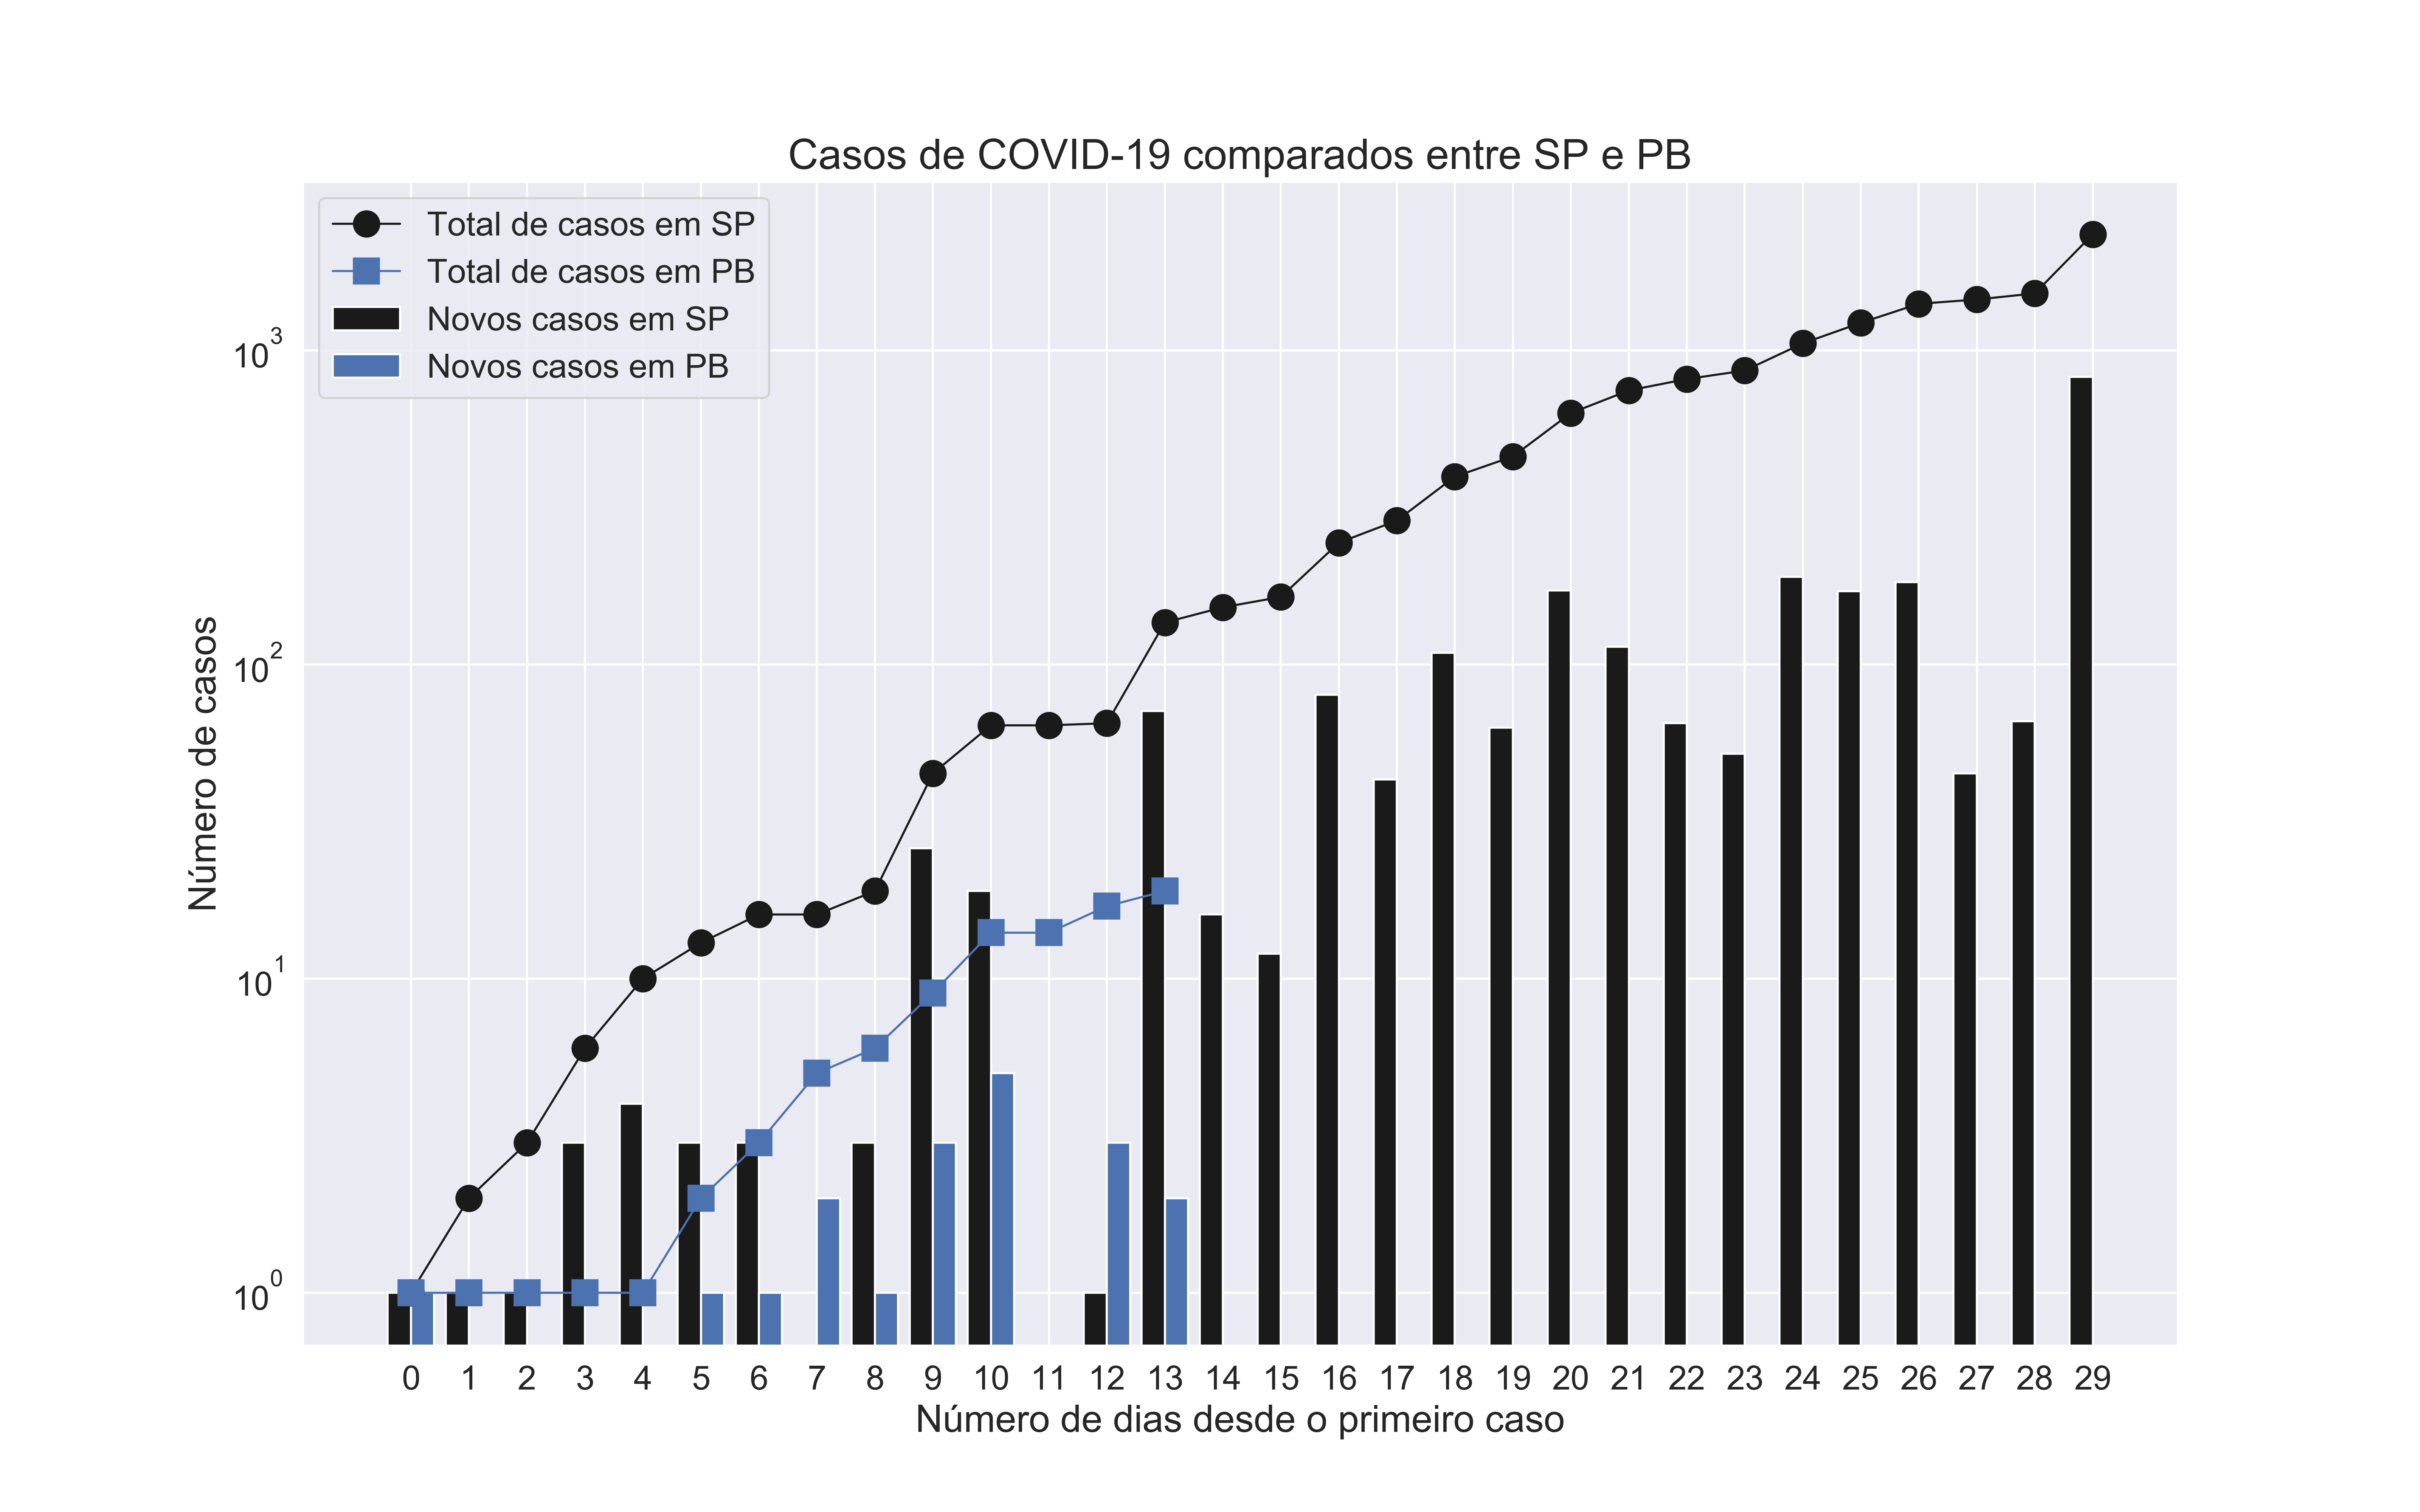 Casos de COVID-19 comparados entre SP e PB
Total de casos em SP
Total de casos em PB
Novos casos em SP
Novos casos em PB
Número de casos
10³
10²
10¹
10⁰
0 1 2 3 4 5 6 7 8 9 10 11 12 13 14 15 16 17 18 19 20 21 22 23 24 25 26 27 28 29
Número de dias desde o primeiro caso